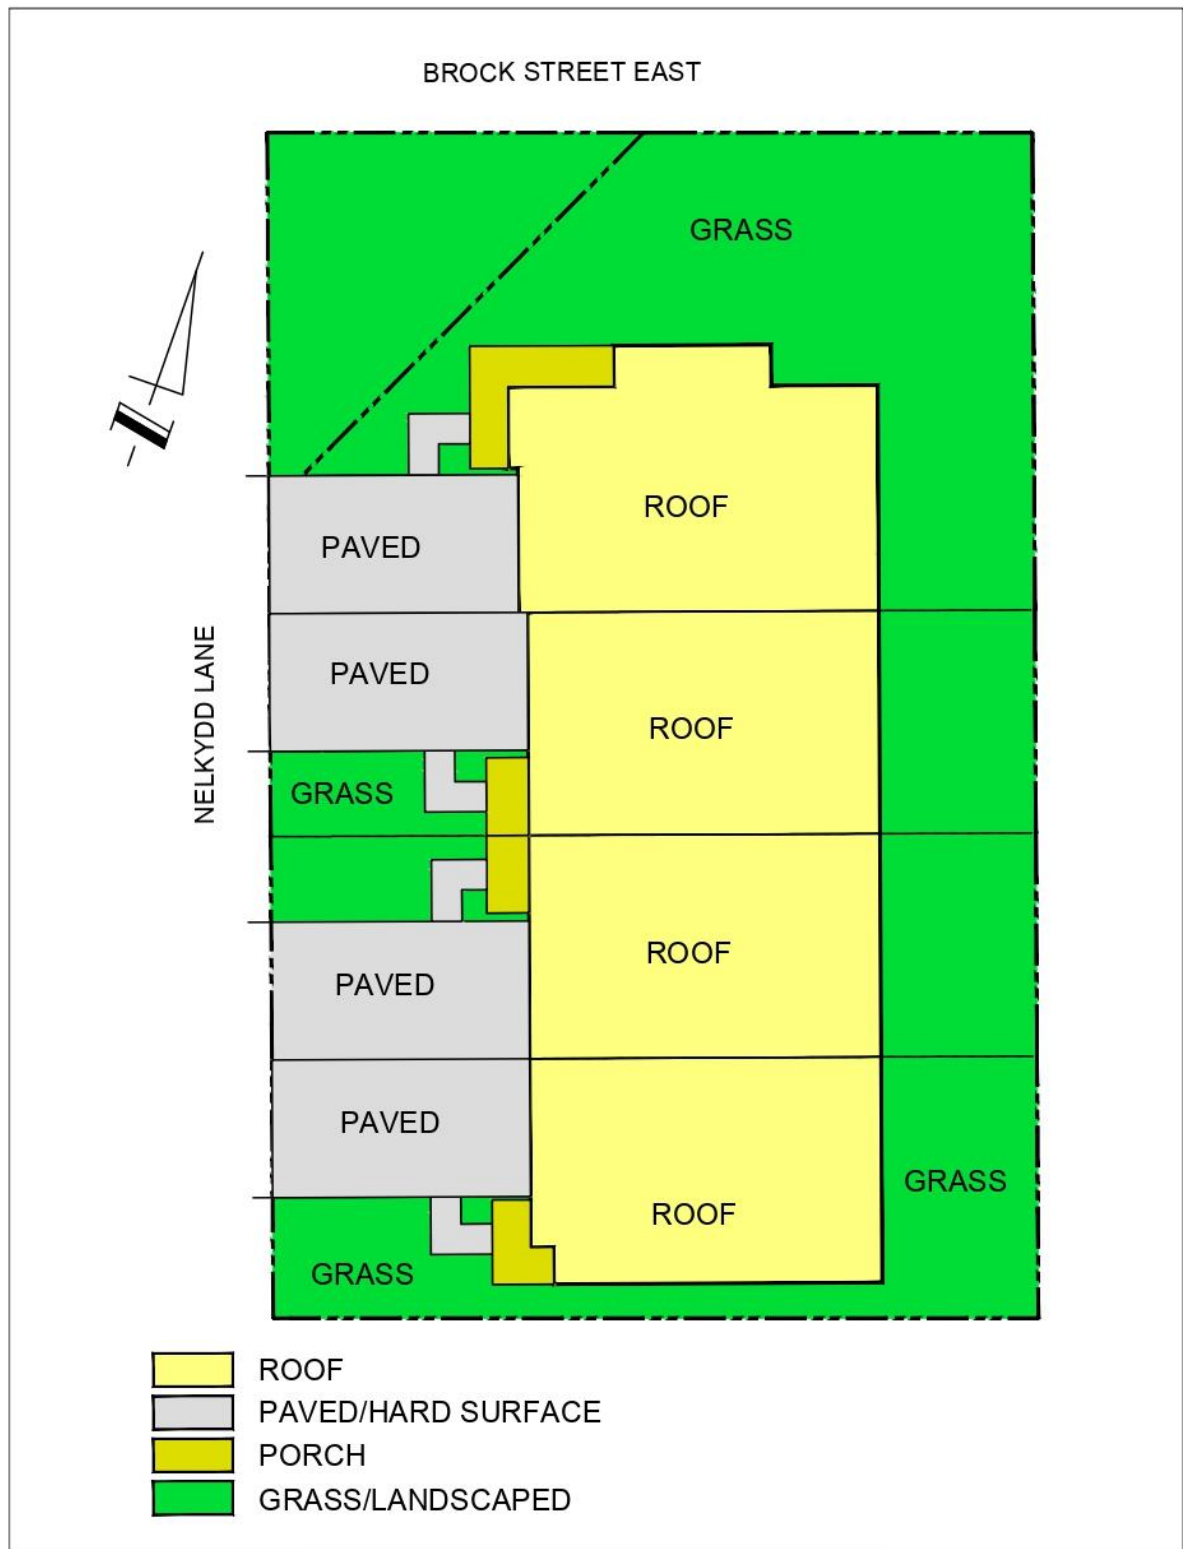 BROCK STREET EAST
GRASS
ROOF
PAVED
PAVED
NELKYDD LANE
ROOF
GRASS
ROOF
PAVED
PAVED
GRASS
ROOF
GRASS
ROOF
PAVED/HARD SURFACE
PORCH
GRASS/LANDSCAPED